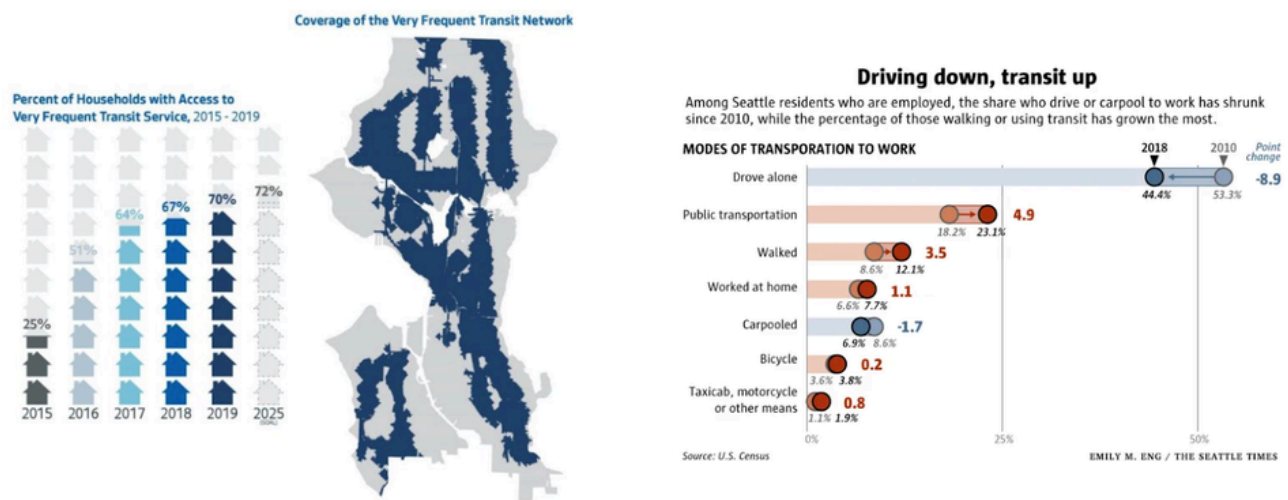 Coverage of the Very Frequent Transit Network
Percent of Households with Access to
Very Frequent Transit Service, 2015 - 2019
25%
51%
64%
67%
70%
72%
2015
2016
2017
2018
2019
2025
(GOAL)
Driving down, transit up
Among Seattle residents who are employed, the share who drive or carpool to work has shrunk
since 2010, while the percentage of those walking or using transit has grown the most.
MODES OF TRANSPORATION TO WORK
2018
2010
Point
change
Drove alone
44.4%
53.3%
-8.9
Public transportation
18.2%
23.1%
4.9
Walked
8.6%
12.1%
3.5
Worked at home
6.6%
7.7%
1.1
Carpooled
6.9%
8.6%
-1.7
Bicycle
3.6%
3.8%
0.2
Taxicab, motorcycle
or other means
1.1%
1.9%
0.8
0%
25%
50%
Source: U.S. Census
EMILY M. ENG / THE SEATTLE TIMES